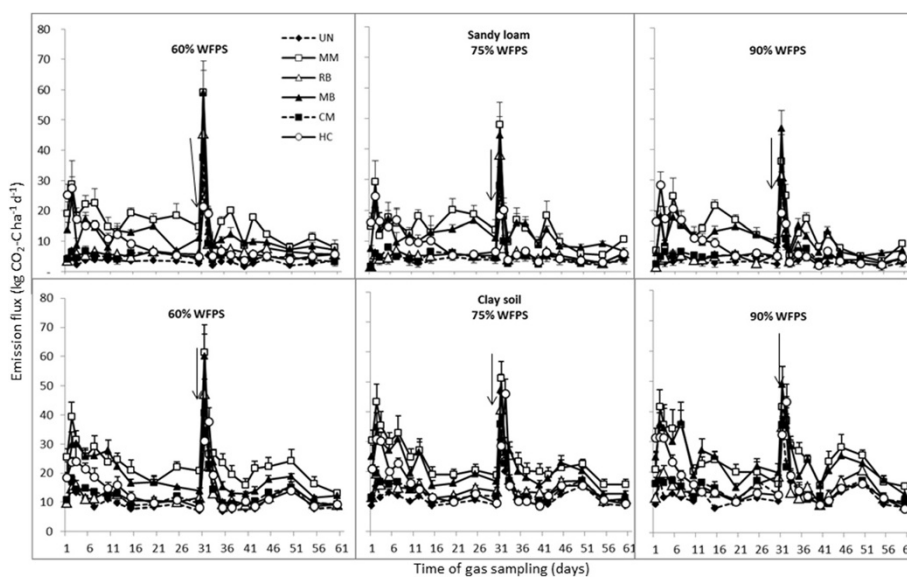 80
70
60
50
40
30
20
10
-
60% WFPS
UN
MM
RB
MB
CM
HC
Sandy loam
75% WFPS
90% WFPS
Emission flux (kg CO₂-C ha⁻¹ d⁻¹)
80
70
60
50
40
30
20
10
0
60% WFPS
Clay soil
75% WFPS
90% WFPS
1 6 11 16 21 26 31 36 41 46 51 56 61
1 6 11 16 21 26 31 36 41 46 51 56 61
1 6 11 16 21 26 31 36 41 46 51 56
Time of gas sampling (days)